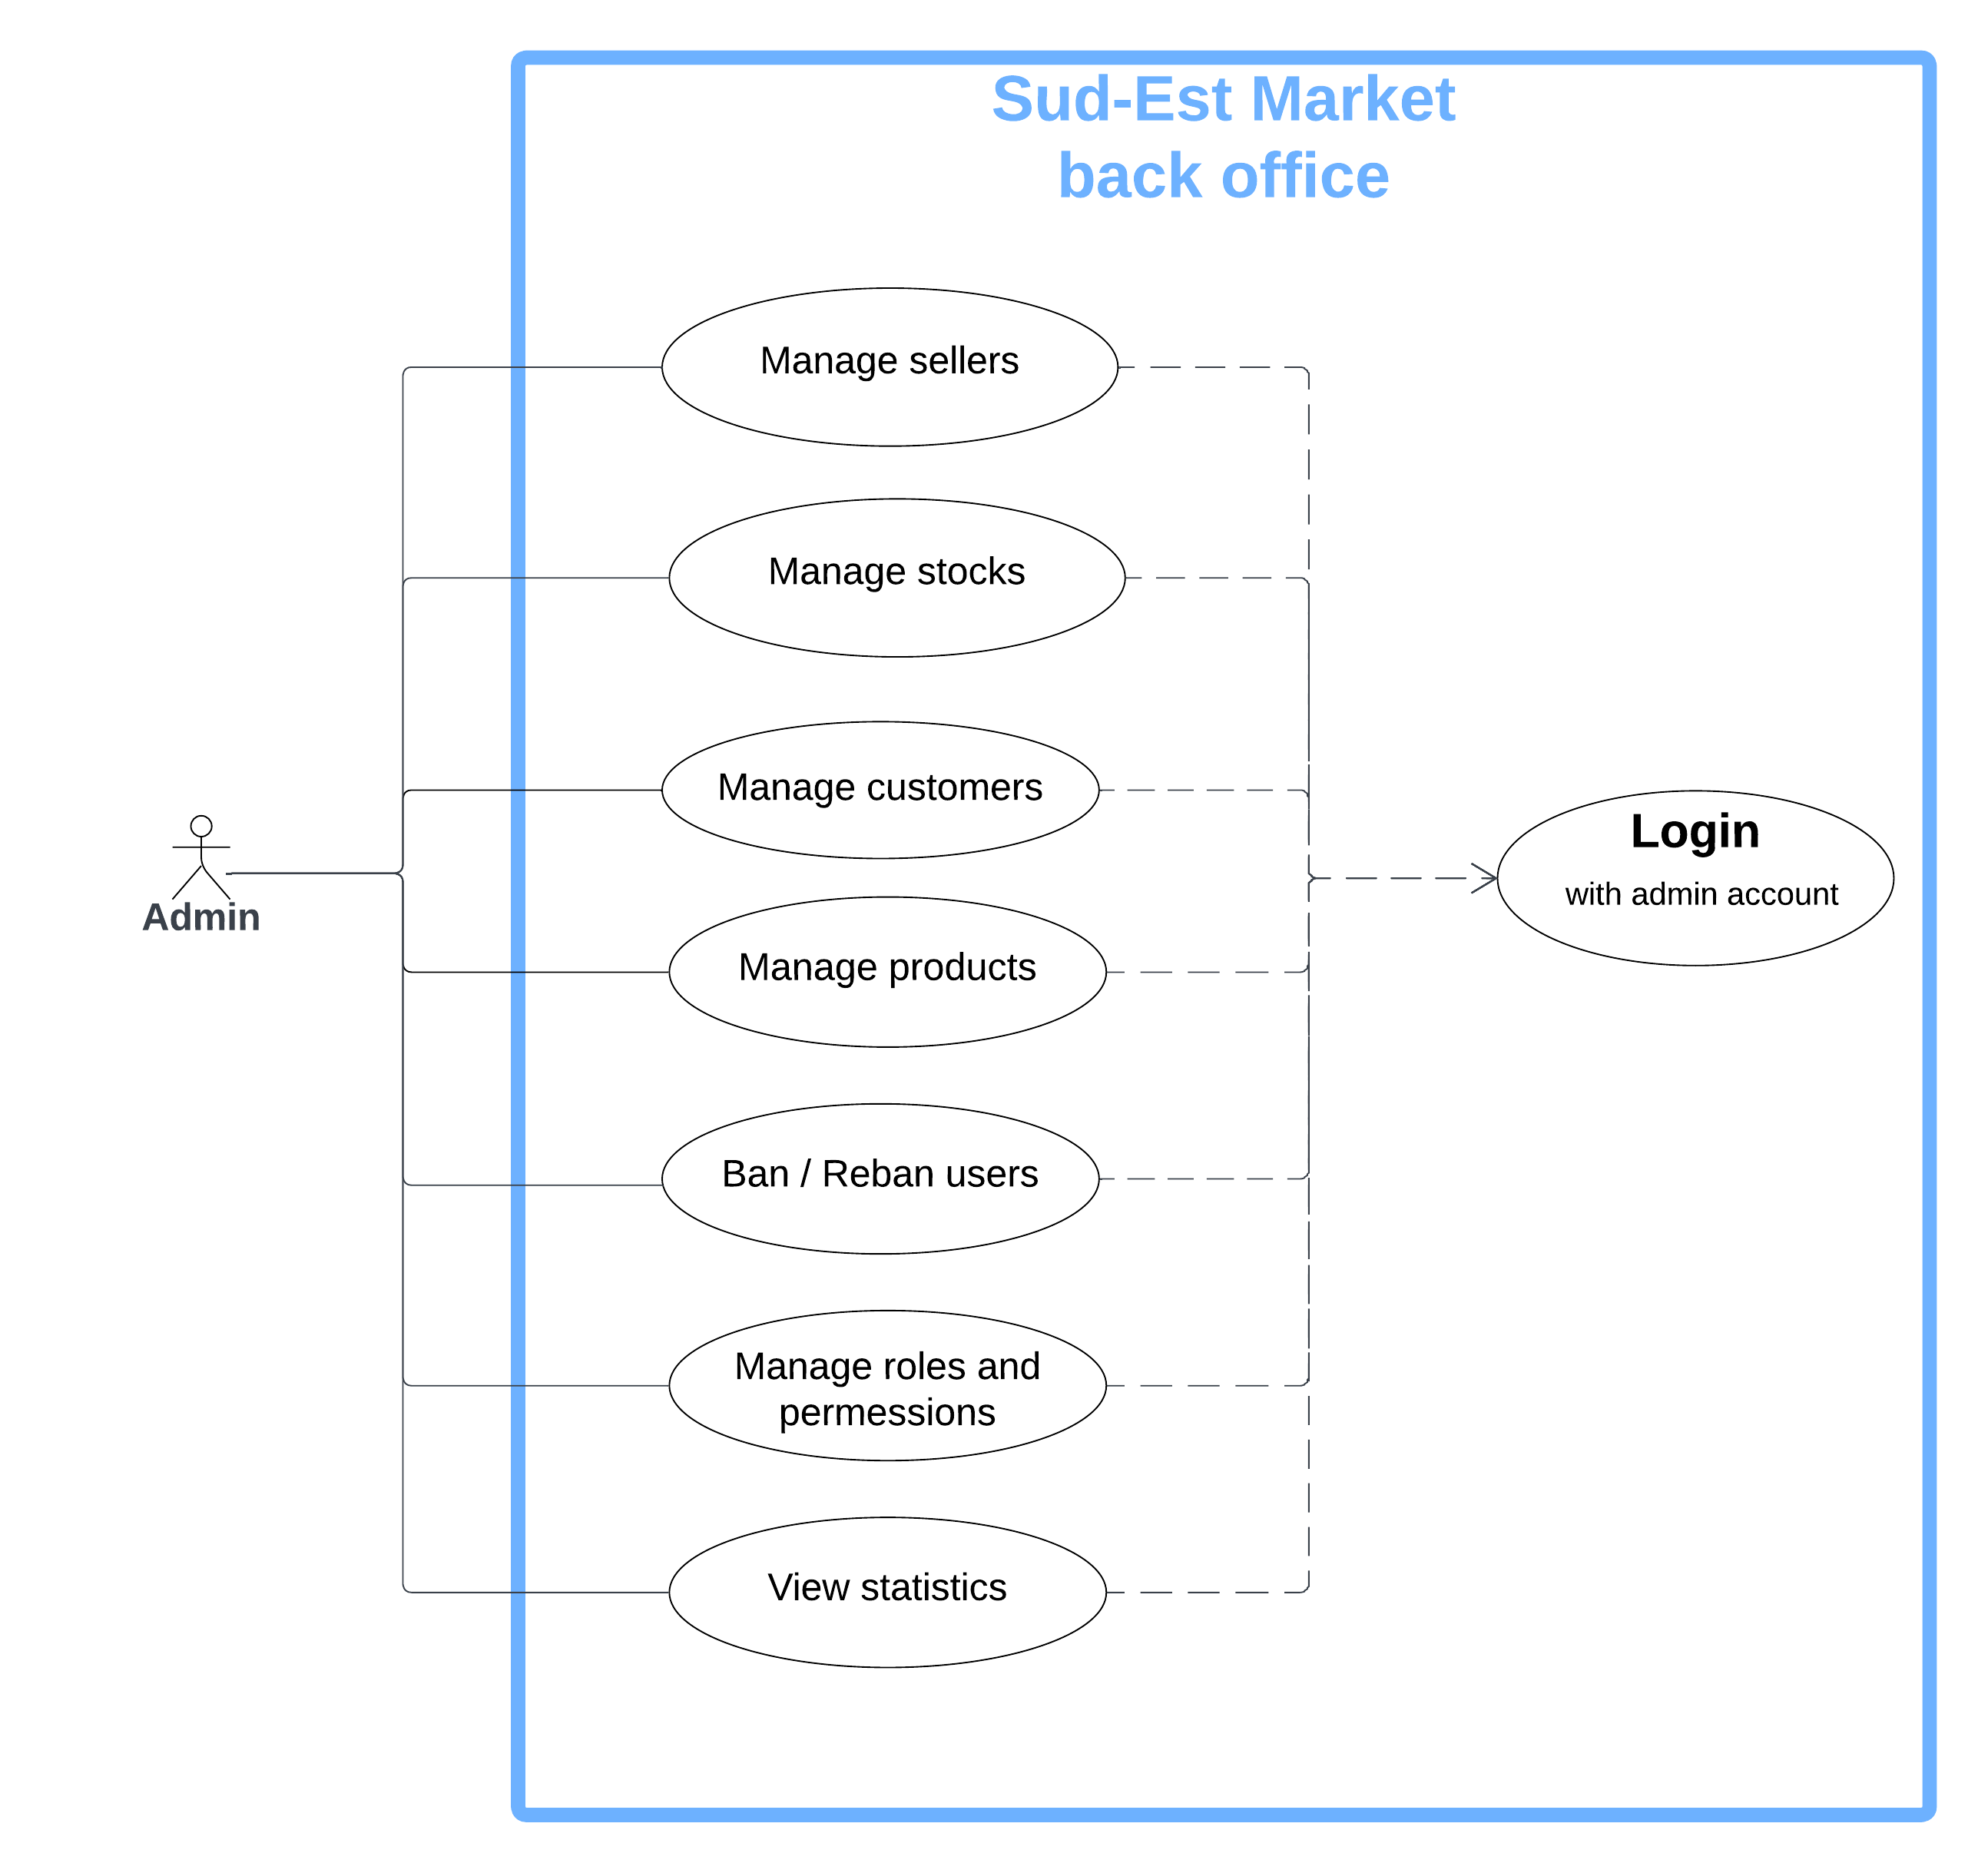 Sud-Est Market
back office
Manage sellers
Manage stocks
Manage customers
Login
with admin account
Admin
Manage products
Ban / Reban users
Manage roles and
permessions
View statistics